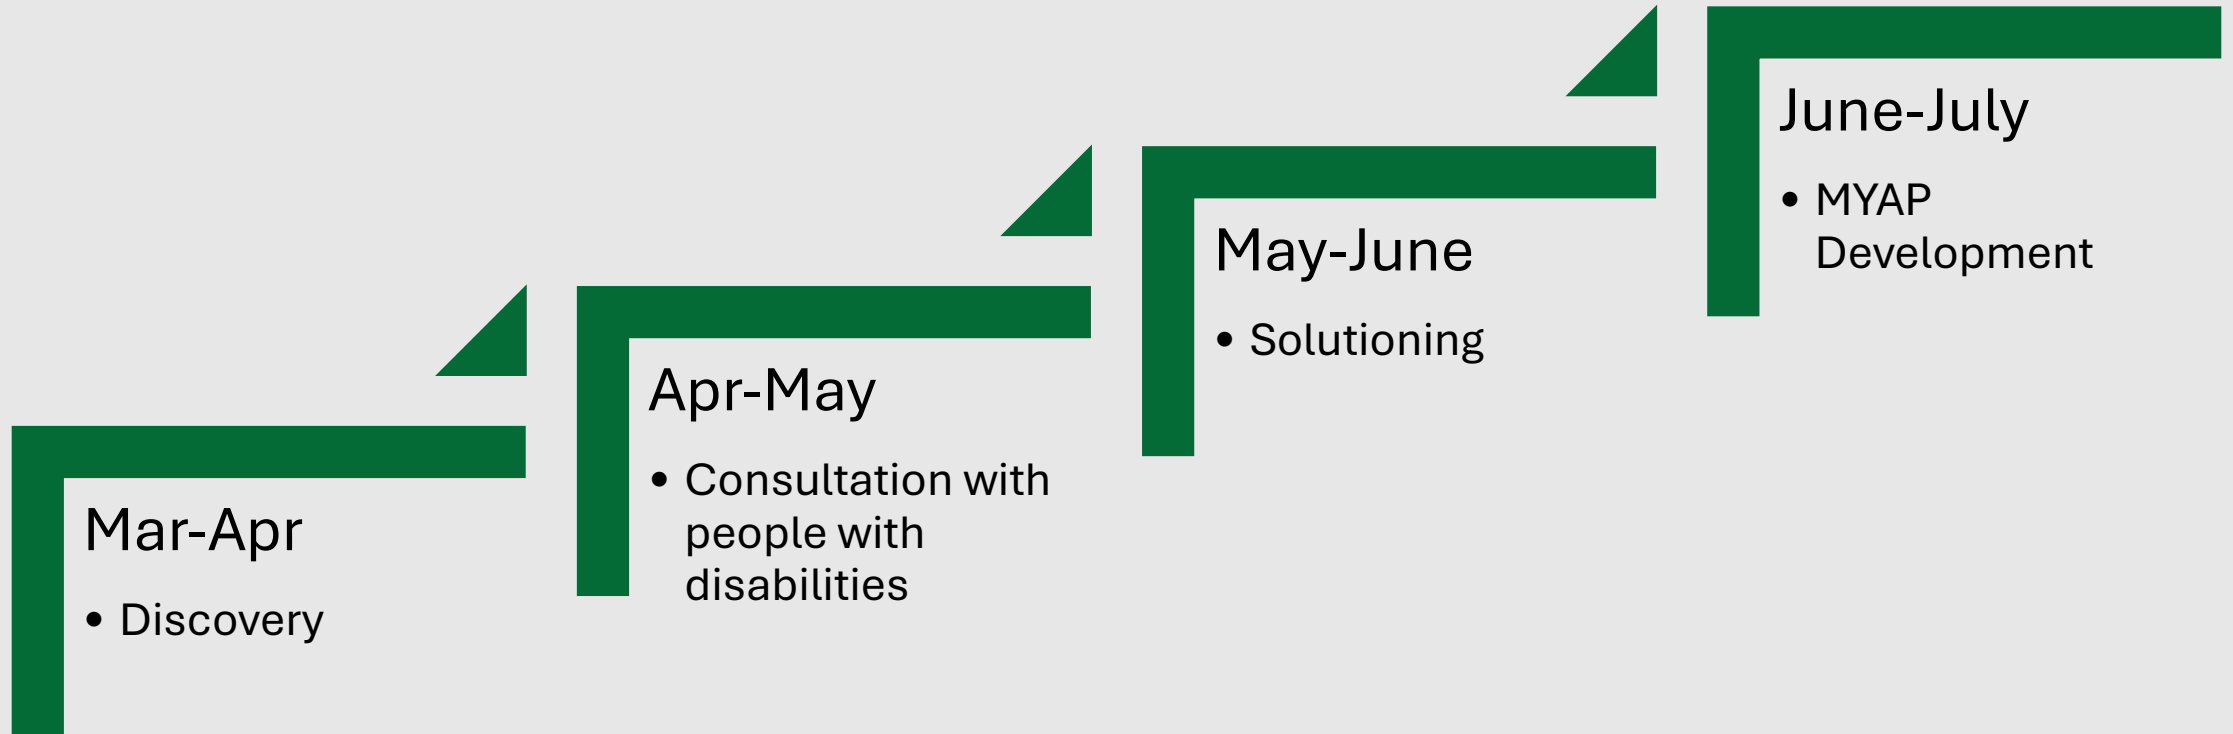 Mar-Apr
• Discovery
Apr-May
• Consultation with
people with
disabilities
May-June
• Solutioning
June-July
• MYAP
Development